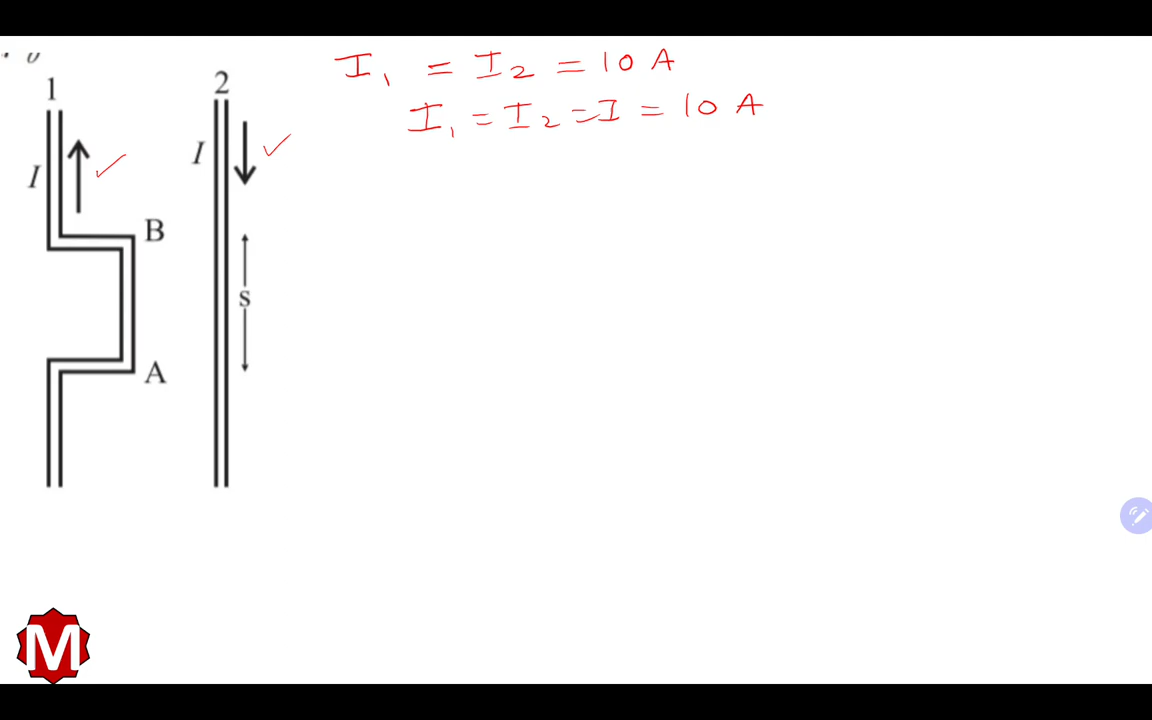 I₁ = I₂ = 10 A
I₁ = I₂ = I = 10 A
1
2
I
I
B
s
A
M